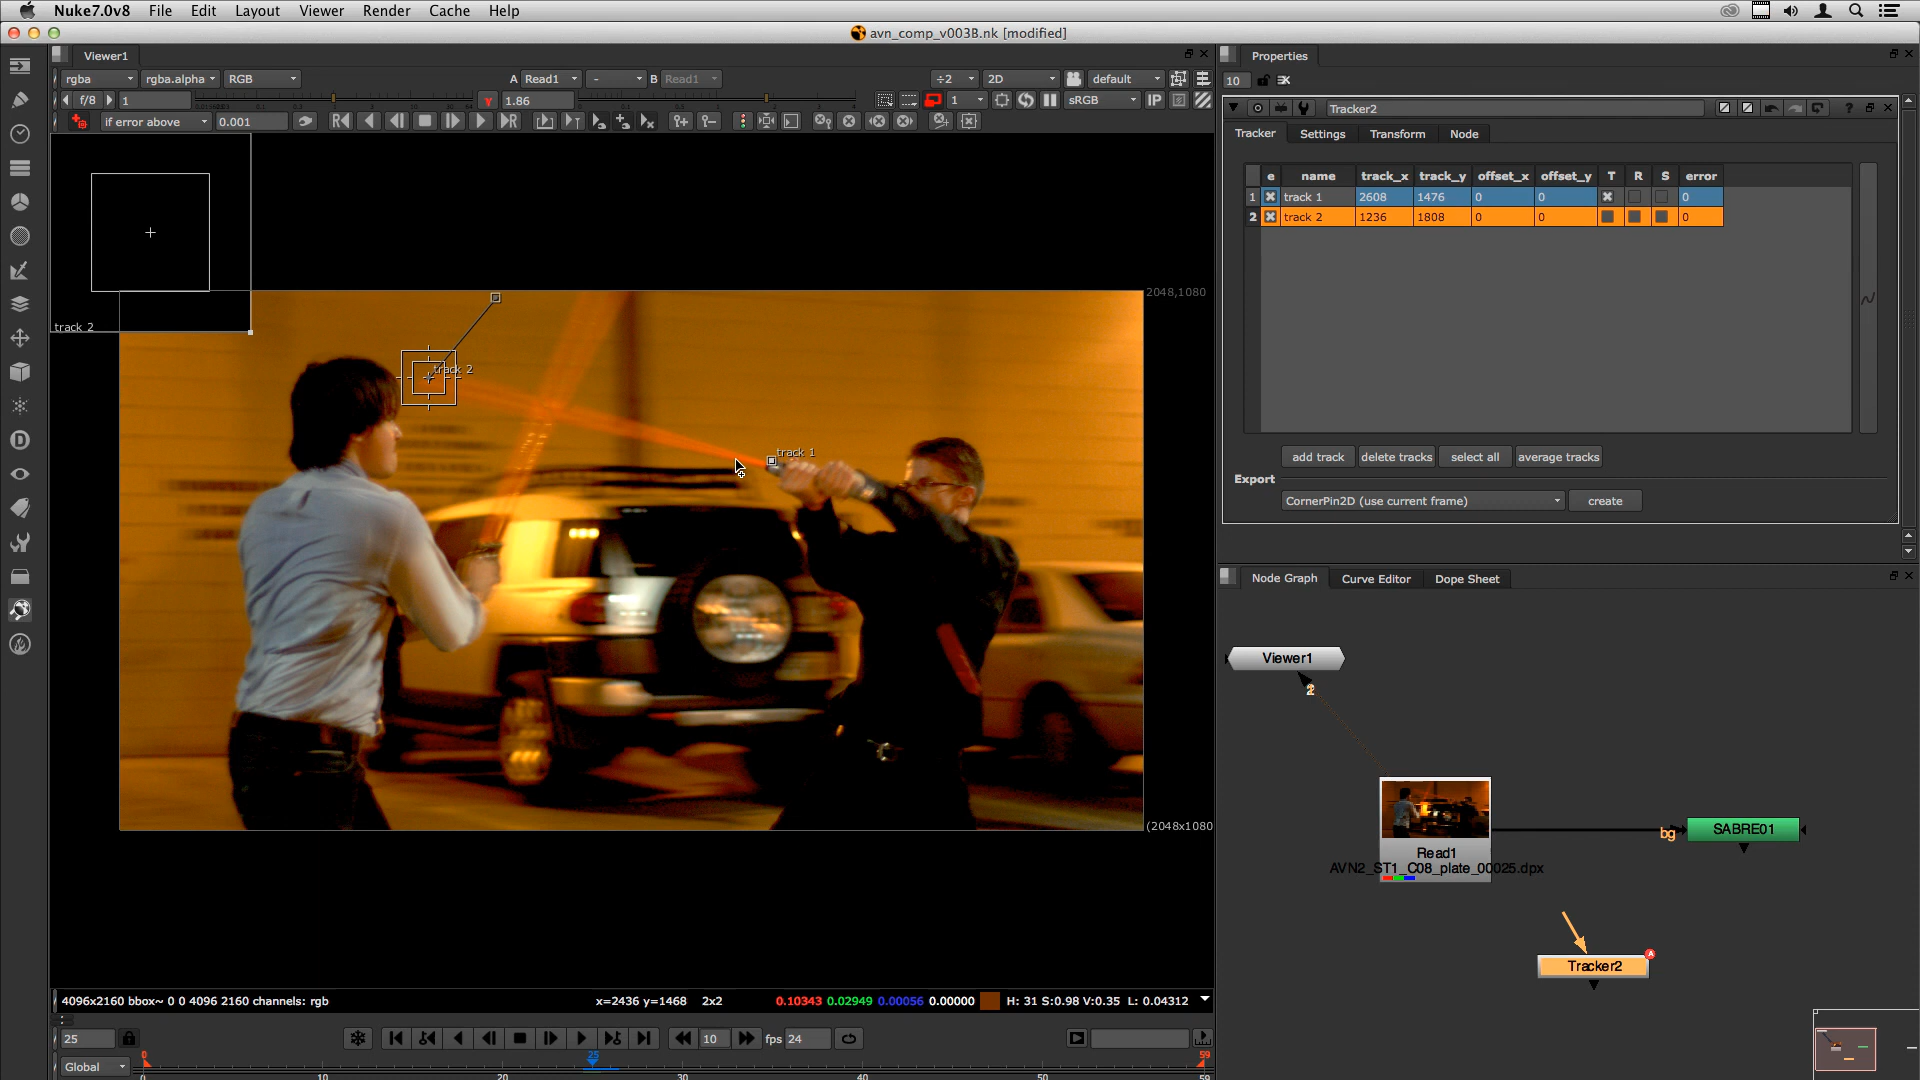 Nuke7.0v8 File Edit Layout Viewer Render Cache Help
avn_comp_v003B.nk [modified]
Viewer1
rgba rgba.alpha RGB A Read1 - B Read1 ÷2 2D default
f/8 1 Y 1.86 1 sRGB IP
if error above 0.001
track 2
track 2
track 1
2048,1080
(2048x1080
4096x2160 bbox~ 0 0 4096 2160 channels: rgb x=2436 y=1468 2x2 0.10343 0.02949 0.00056 0.00000 H: 31 S:0.98 V:0.35 L: 0.04312
25 10 fps 24
Global 0 0 10 20 25 30 40 50 59 59
Properties
10
Tracker2
Tracker Settings Transform Node
e name track_x track_y offset_x offset_y T R S error
1 track 1 2608 1476 0 0 0
2 track 2 1236 1808 0 0 0
add track delete tracks select all average tracks
Export
CornerPin2D (use current frame) create
Node Graph Curve Editor Dope Sheet
Viewer1
Read1
AVN2_ST1_C08_plate_00025.dpx
bg SABRE01
Tracker2
A